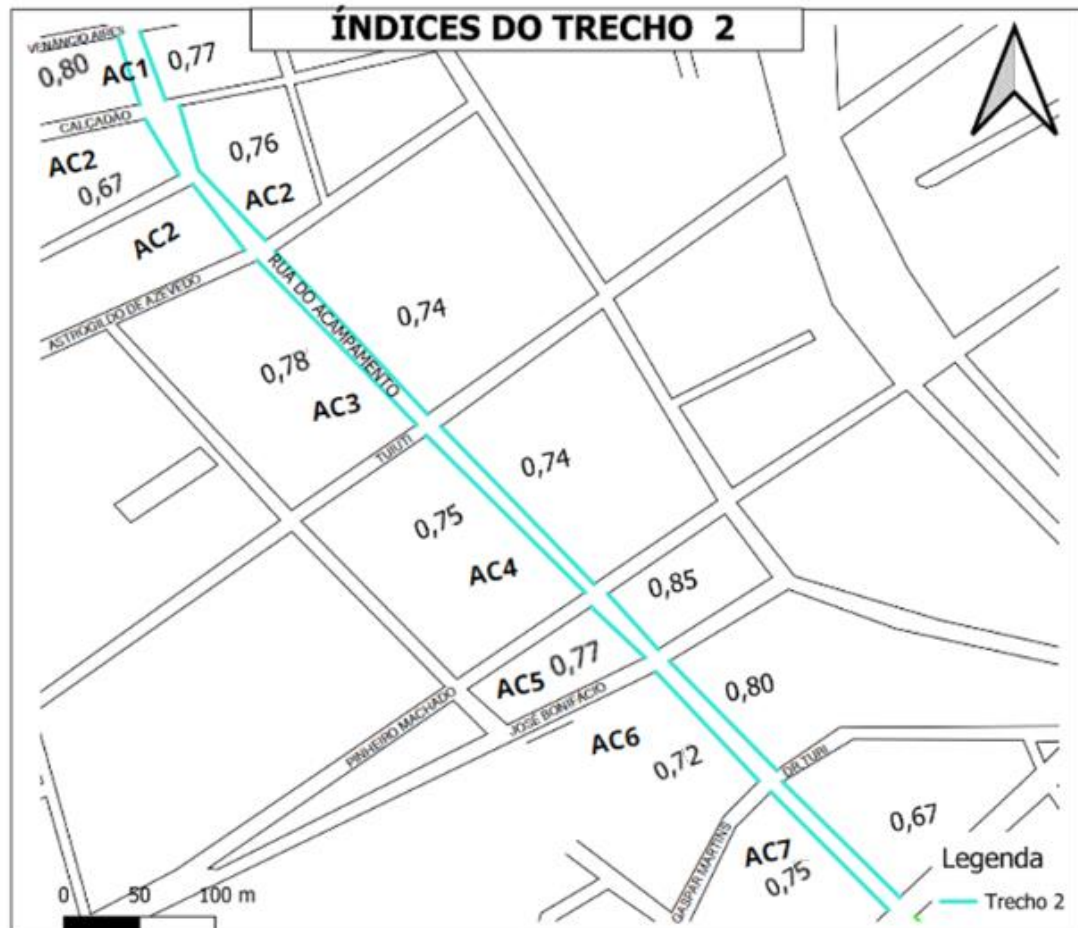 ÍNDICES DO TRECHO 2
VENÂNCIO AIRES
0,80
AC1
0,77
CALÇADÃO
AC2
0,67
0,76
AC2
AC2
ASTROGILDO DE AZEVEDO
RUA DO ACAMPAMENTO
0,74
0,78
AC3
TUIUTI
0,74
0,75
AC4
0,85
AC5 0,77
JOSÉ BONIFÁCIO
PINHEIRO MACHADO
0,80
AC6
0,72
DR.TURI
0,67
AC7
0,75
GASPAR MARTINS
Legenda
Trecho 2
0 50 100 m